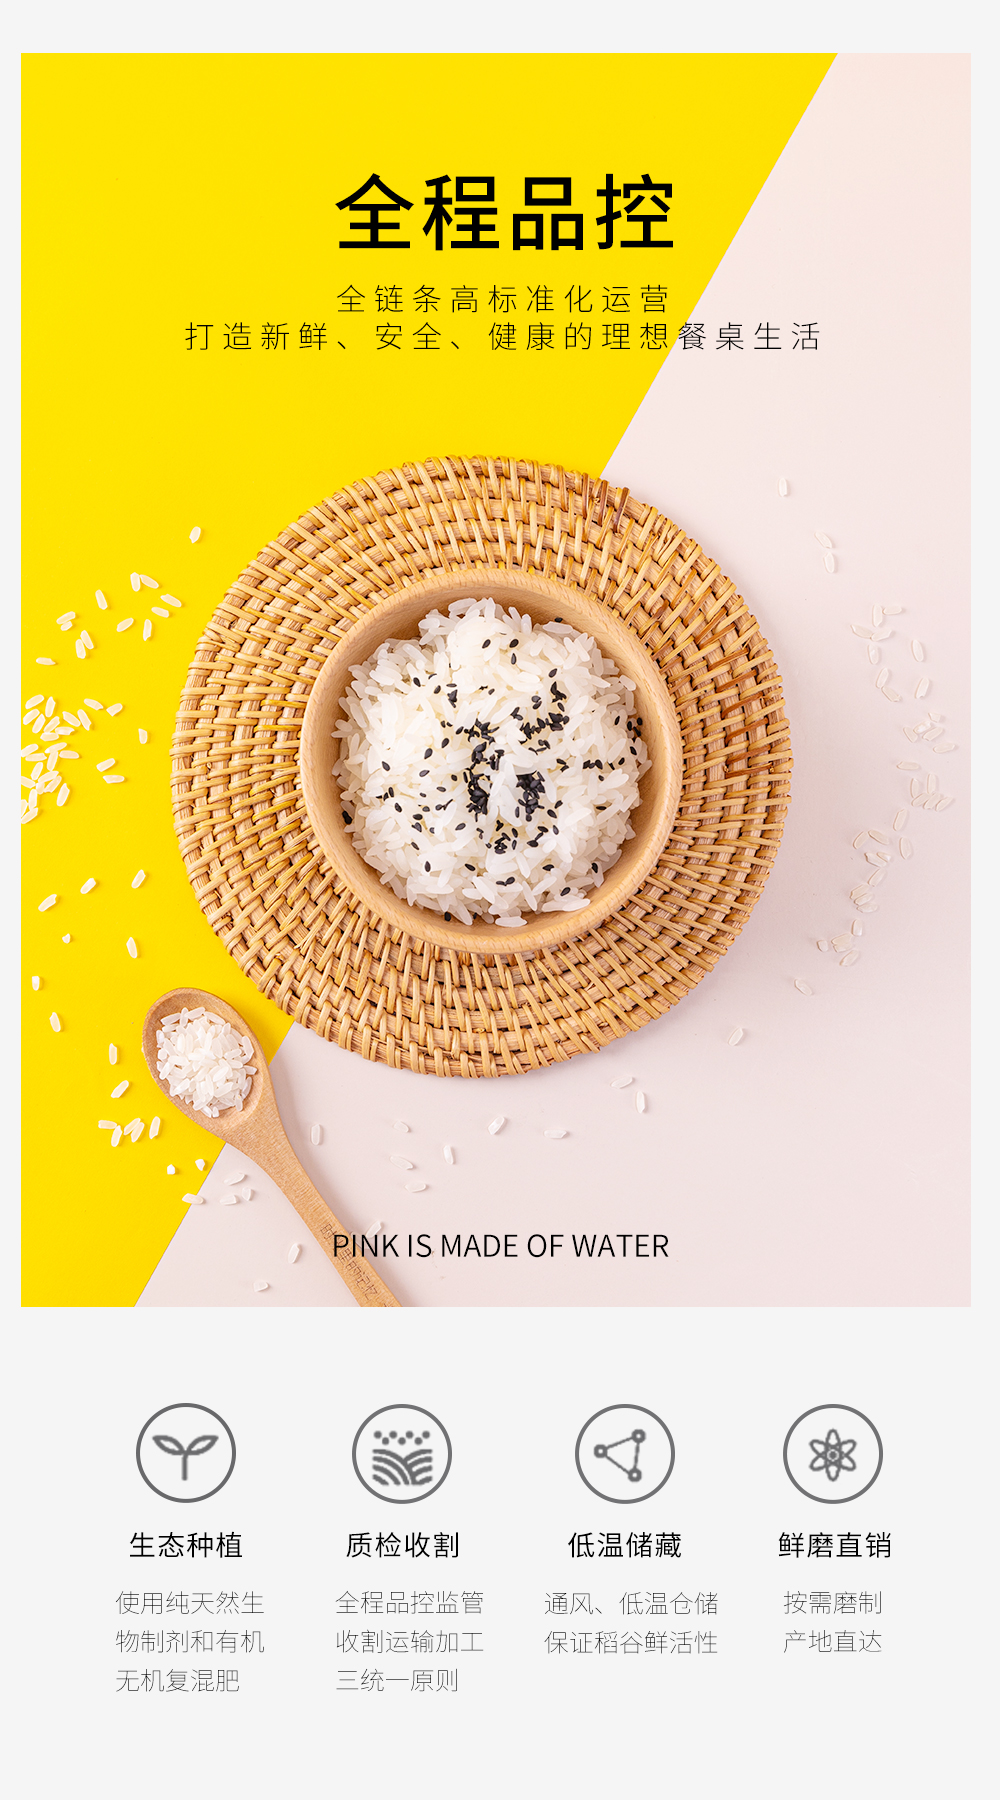 全程品控
全链条高标准化运营
打造新鲜、安全、健康的理想餐桌生活
PINK IS MADE OF WATER
生态种植
使用纯天然生
物制剂和有机
无机复混肥
质检收割
全程品控监管
收割运输加工
三统一原则
低温储藏
通风、低温仓储
保证稻谷鲜活性
鲜磨直销
按需磨制
产地直达